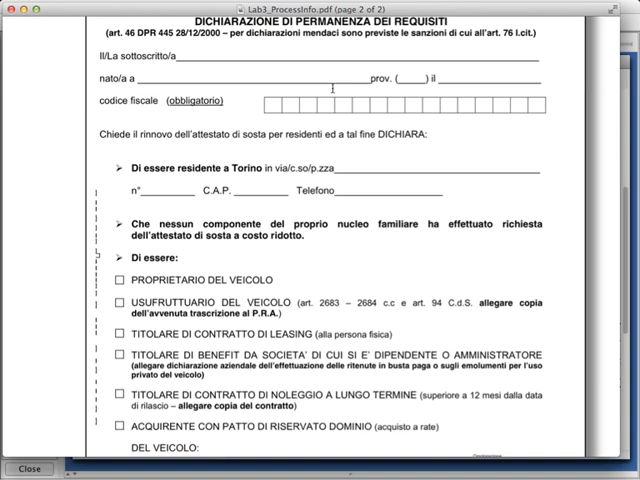 Lab3_ProcessInfo.pdf (page 2 of 2)
DICHIARAZIONE DI PERMANENZA DEI REQUISITI
(art. 46 DPR 445 28/12/2000 – per dichiarazioni mendaci sono previste le sanzioni di cui all'art. 76 l.cit.)
Il/La sottoscritto/a
nato/a a prov. ( ) il
codice fiscale (obbligatorio)
Chiede il rinnovo dell'attestato di sosta per residenti ed a tal fine DICHIARA:
Di essere residente a Torino in via/c.so/p.zza
n° C.A.P. Telefono
Che nessun componente del proprio nucleo familiare ha effettuato richiesta
dell'attestato di sosta a costo ridotto.
Di essere:
PROPRIETARIO DEL VEICOLO
USUFRUTTUARIO DEL VEICOLO (art. 2683 – 2684 c.c e art. 94 C.d.S. allegare copia
dell'avvenuta trascrizione al P.R.A.)
TITOLARE DI CONTRATTO DI LEASING (alla persona fisica)
TITOLARE DI BENEFIT DA SOCIETA' DI CUI SI E' DIPENDENTE O AMMINISTRATORE
(allegare dichiarazione aziendale dell'effettuazione delle ritenute in busta paga o sugli emolumenti per l'uso
privato del veicolo)
TITOLARE DI CONTRATTO DI NOLEGGIO A LUNGO TERMINE (superiore a 12 mesi dalla data
di rilascio – allegare copia del contratto)
ACQUIRENTE CON PATTO DI RISERVATO DOMINIO (acquisto a rate)
DEL VEICOLO:
Close